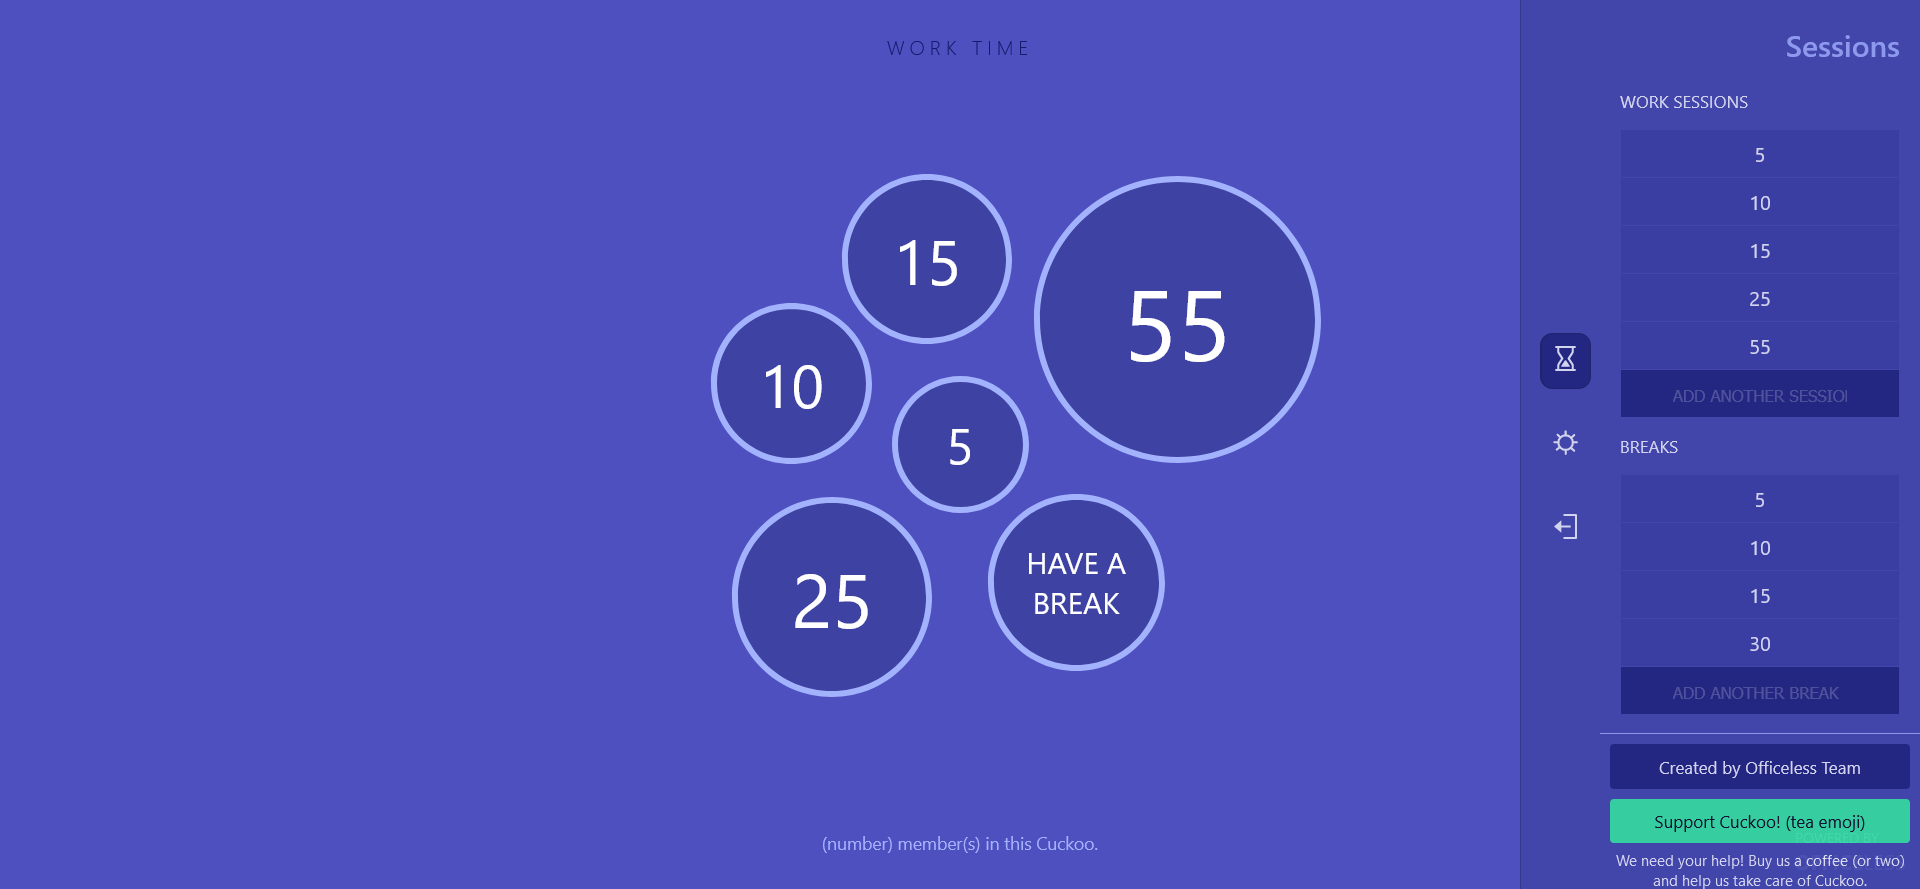 WORK TIME
15
55
10
5
25
HAVE A
BREAK
(number) member(s) in this Cuckoo.
Sessions
WORK SESSIONS
5
10
15
25
55
ADD ANOTHER SESSIO
BREAKS
5
10
15
30
ADD ANOTHER BREAK
Created by Officeless Team
Support Cuckoo! (tea emoji)
POWERED BY
We need your help! Buy us a coffee (or two)
and help us take care of Cuckoo.